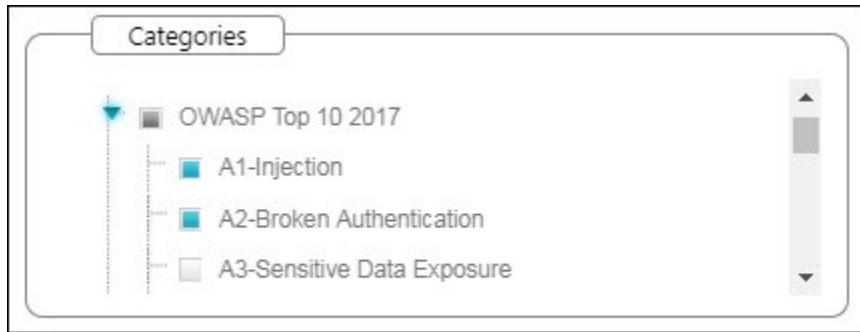 Categories
OWASP Top 10 2017
A1-Injection
A2-Broken Authentication
A3-Sensitive Data Exposure